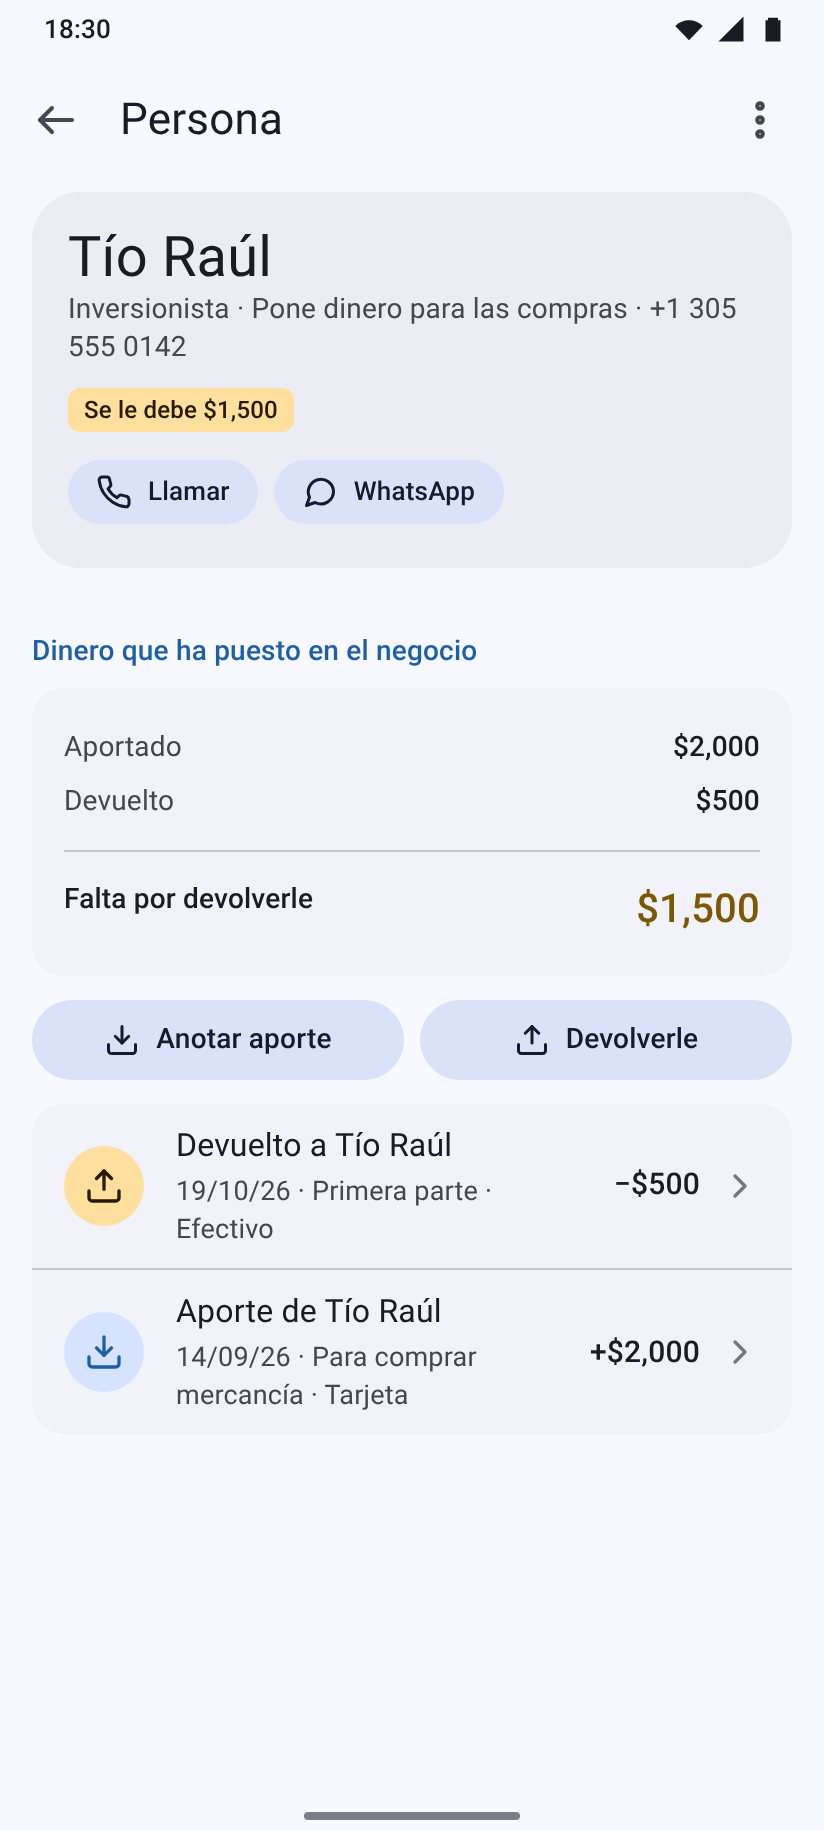 18:30
Persona
Tío Raúl
Inversionista · Pone dinero para las compras · +1 305
555 0142
Se le debe $1,500
Llamar
WhatsApp
Dinero que ha puesto en el negocio
Aportado $2,000
Devuelto $500
Falta por devolverle $1,500
Anotar aporte
Devolverle
Devuelto a Tío Raúl
19/10/26 · Primera parte ·
Efectivo
−$500
Aporte de Tío Raúl
14/09/26 · Para comprar
mercancía · Tarjeta
+$2,000